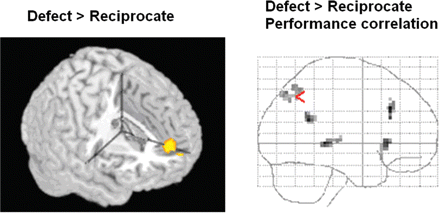 Defect > Reciprocate
Defect > Reciprocate
Performance correlation